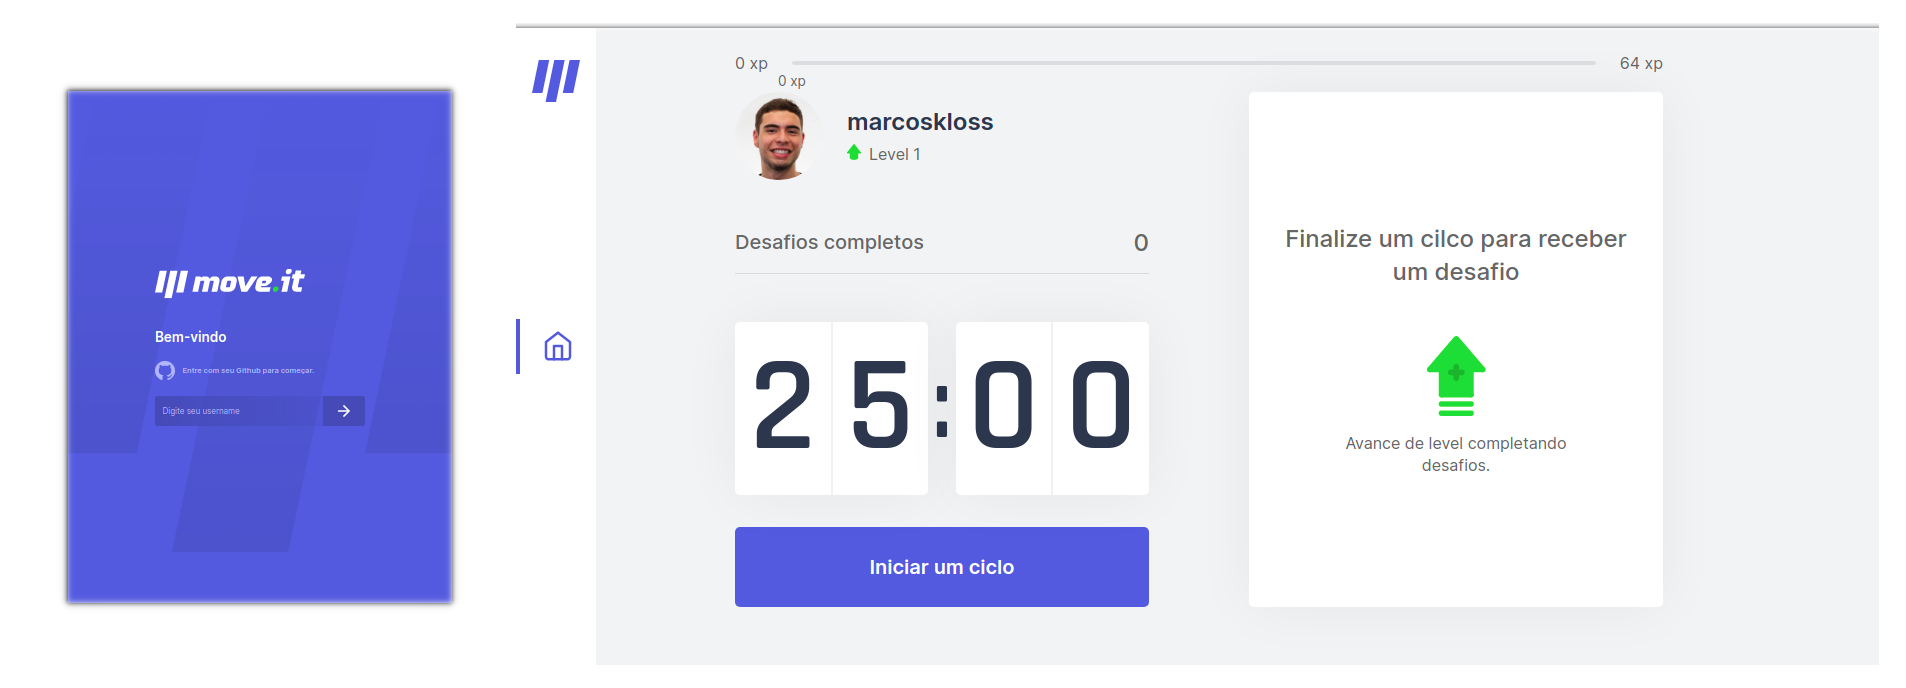 move.it
Bem-vindo
Entre com seu Github para começar.
Digite seu username
0 xp
64 xp
0 xp
marcoskloss
Level 1
Desafios completos
0
25:00
Iniciar um ciclo
Finalize um cilco para receber
um desafio
Avance de level completando
desafios.